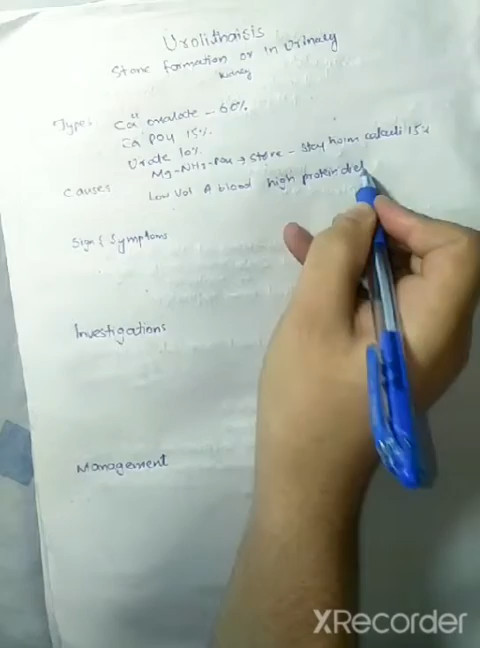 Urolithaisis
Stone formation or in Urinary
Kidney
Types Ca++ oxalate - 60%
Ca PO4 15%
Urate 10%
Mg-NH3-PO4 → Stone - Stag horn calculi 15%
Causes Low Vol A blood high protein diet
Sign & Symptoms
Investigations
Management
XRecorder